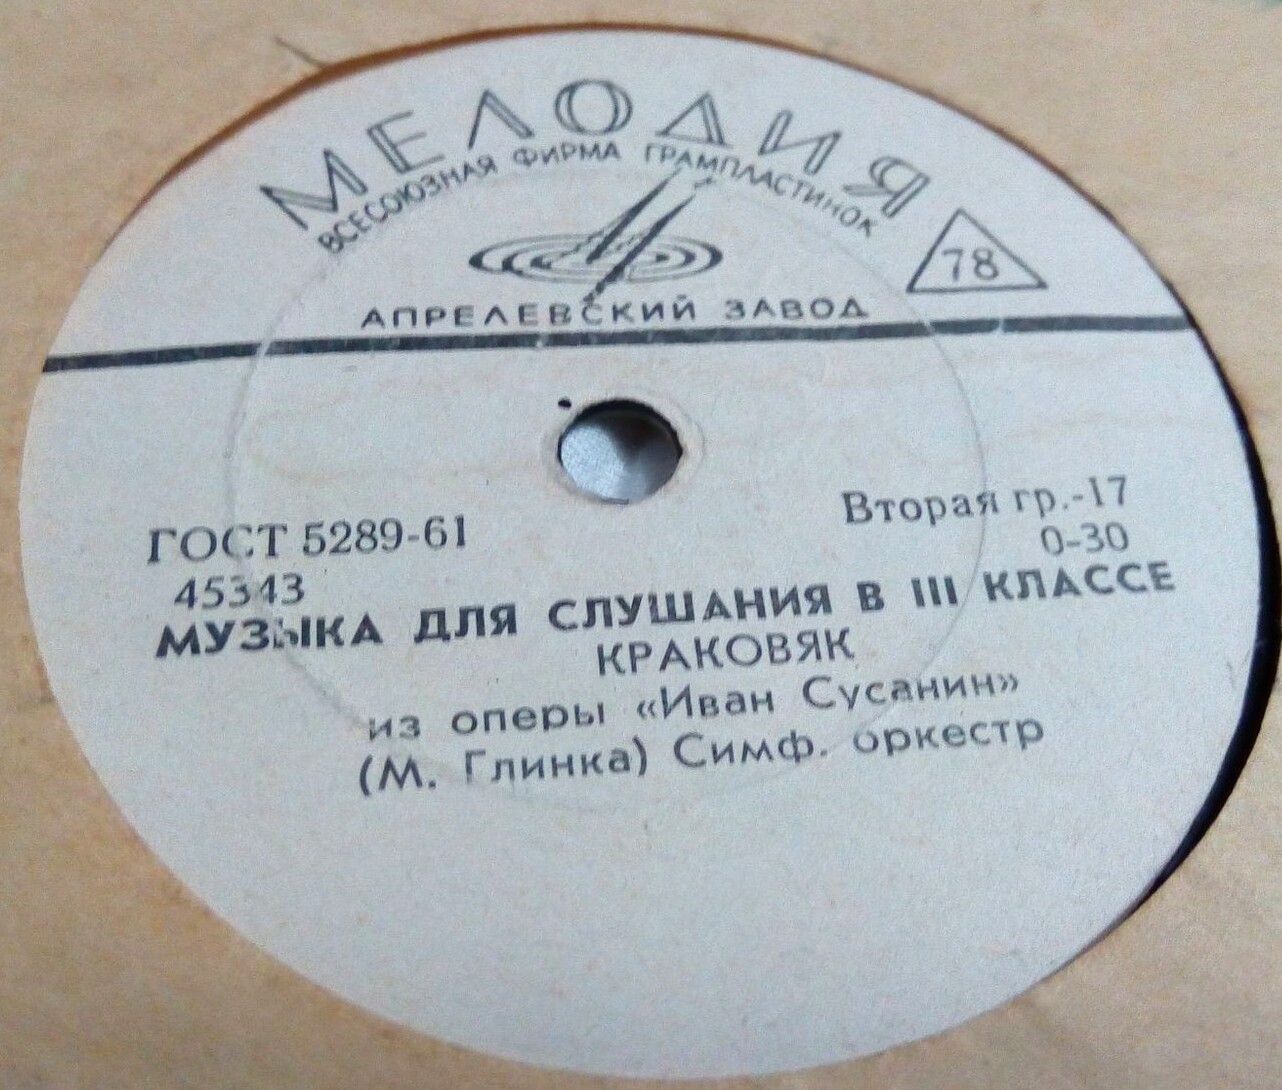 МЕЛОДИЯ
ВСЕСОЮЗНАЯ ФИРМА ГРАМПЛАСТИНОК
78
АПРЕЛЕВСКИЙ ЗАВОД
ГОСТ 5289-61
Вторая гр.-17
45343
0-30
МУЗЫКА ДЛЯ СЛУШАНИЯ В III КЛАССЕ
КРАКОВЯК
из оперы «Иван Сусанин»
(М. Глинка) Симф. оркестр